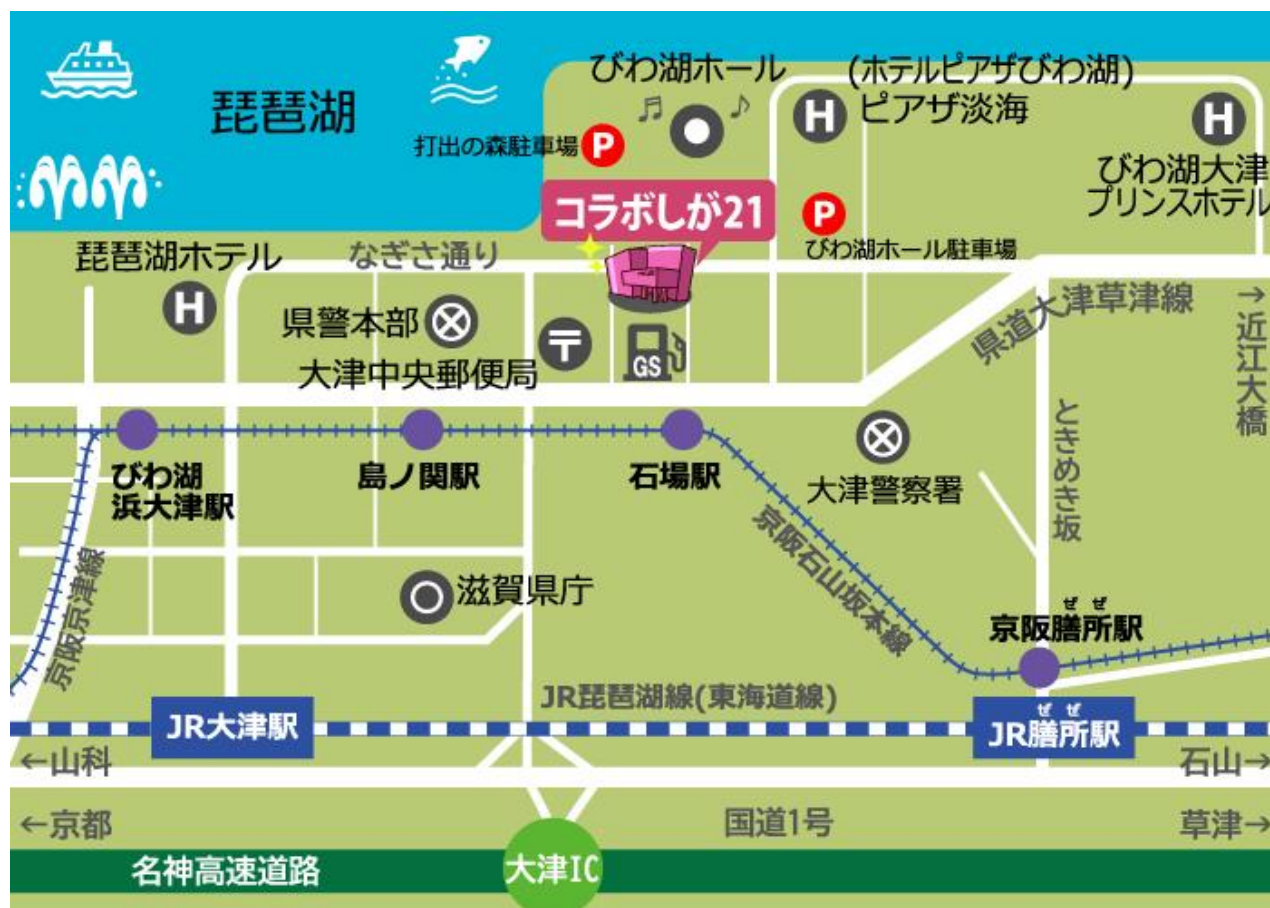 びわ湖ホール
(ホテルピアザびわ湖)
ピアザ淡海
H
H
琵琶湖
打出の森駐車場
P
びわ湖大津
プリンスホテル
コラボしが21
P
びわ湖ホール駐車場
琵琶湖ホテル
H
なぎさ通り
県警本部
大津中央郵便局
〒
GS
県道大津草津線
→近江大橋
ときめき坂
びわ湖
浜大津駅
島ノ関駅
石場駅
大津警察署
京阪京津線
京阪石山坂本線
滋賀県庁
ぜ ぜ
京阪膳所駅
JR琵琶湖線(東海道線)
JR大津駅
ぜ ぜ
JR膳所駅
←山科
石山→
←京都
国道1号
草津→
名神高速道路
大津IC